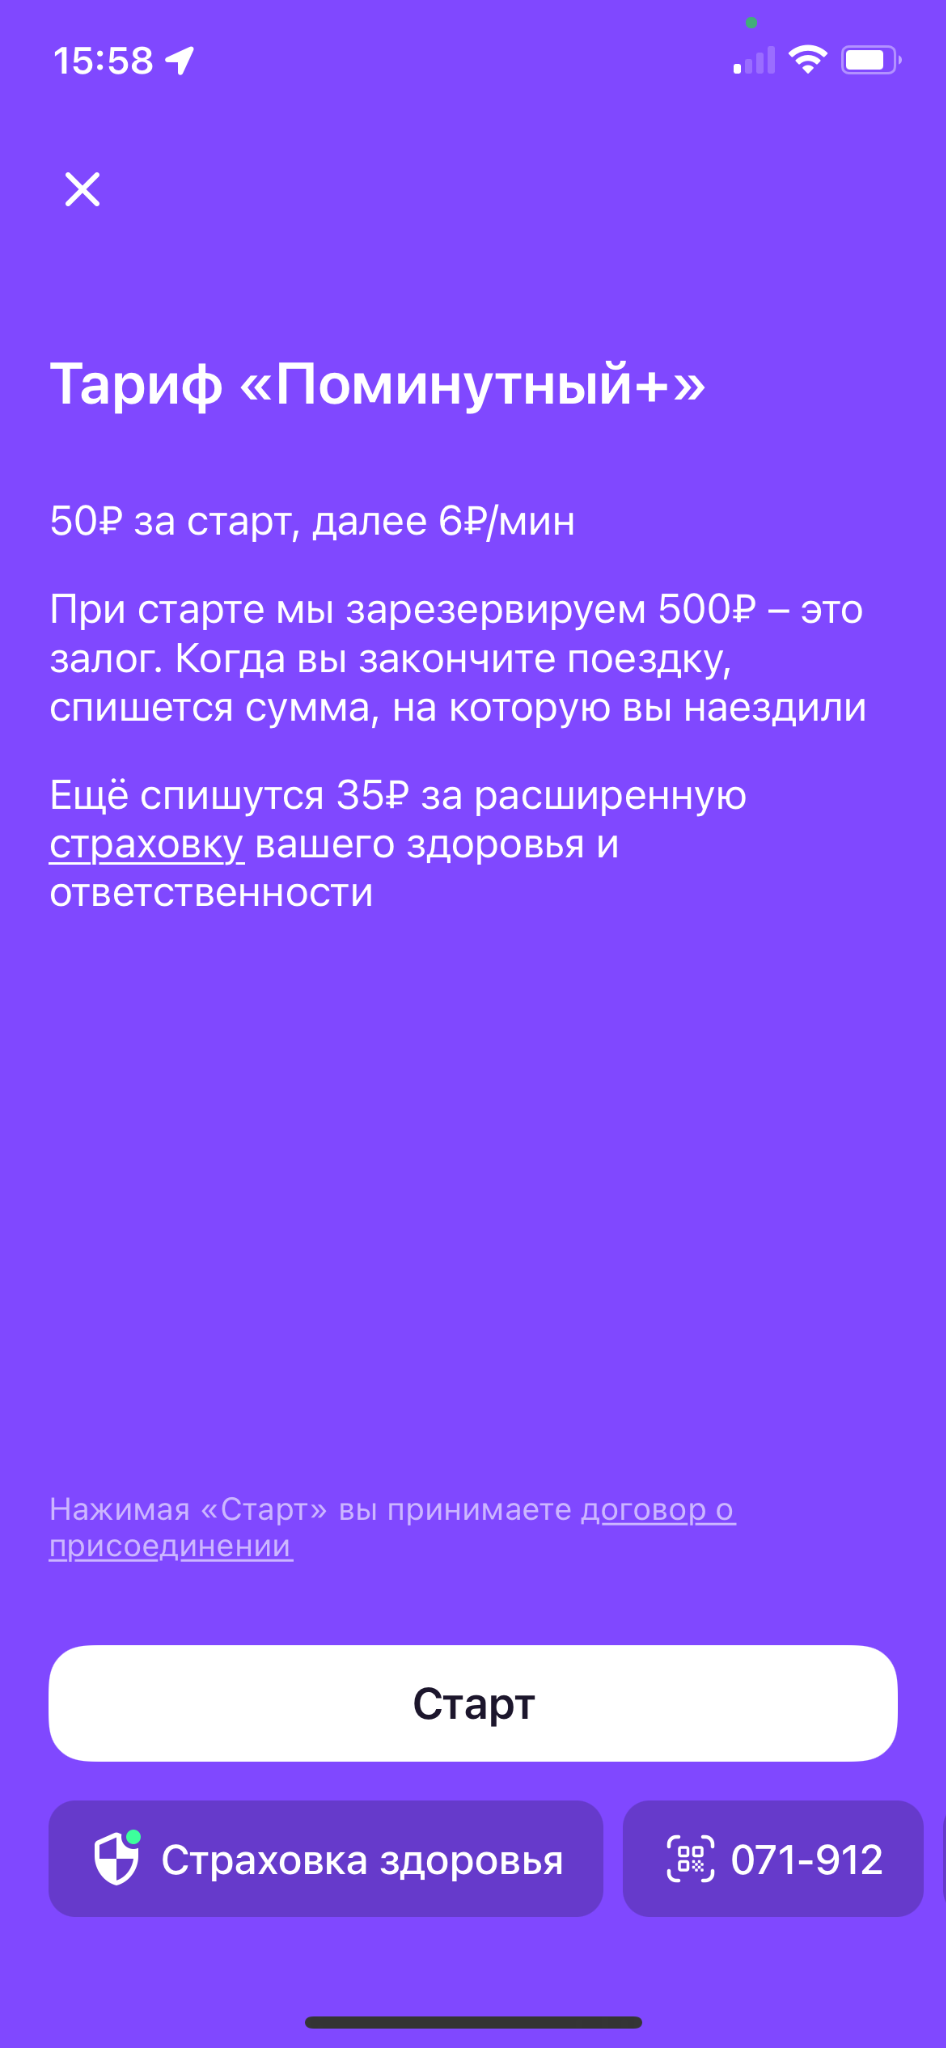 15:58
Тариф «Поминутный+»
50₽ за старт, далее 6₽/мин
При старте мы зарезервируем 500₽ – это
залог. Когда вы закончите поездку,
спишется сумма, на которую вы наездили
Ещё спишутся 35₽ за расширенную
страховку вашего здоровья и
ответственности
Нажимая «Старт» вы принимаете договор о
присоединении
Старт
Страховка здоровья
071-912